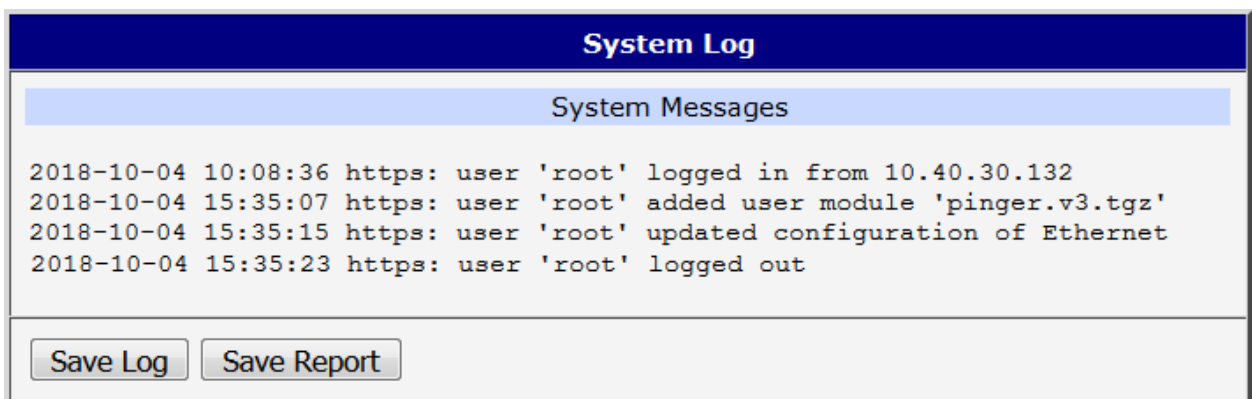 System Log
System Messages
2018-10-04 10:08:36 https: user 'root' logged in from 10.40.30.132
2018-10-04 15:35:07 https: user 'root' added user module 'pinger.v3.tgz'
2018-10-04 15:35:15 https: user 'root' updated configuration of Ethernet
2018-10-04 15:35:23 https: user 'root' logged out
Save Log Save Report